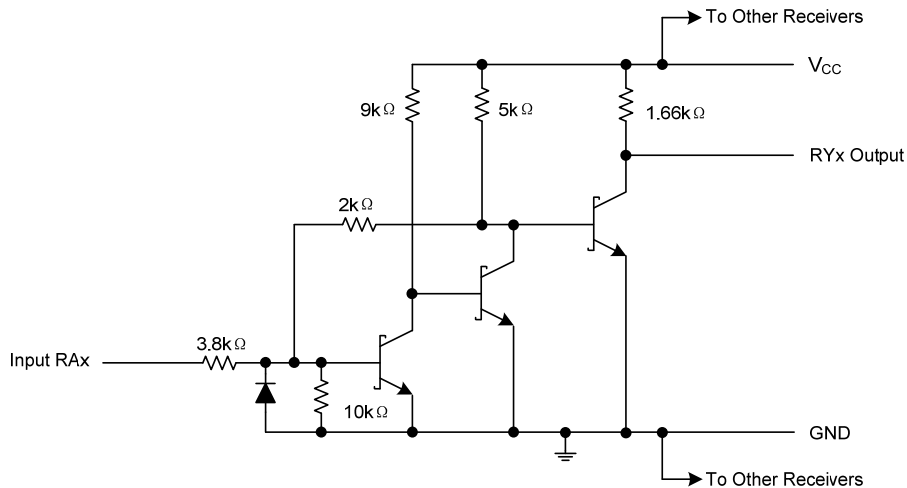 To Other Receivers
V_CC
9kΩ
5kΩ
1.66kΩ
RYx Output
2kΩ
3.8kΩ
Input RAx
10kΩ
GND
To Other Receivers